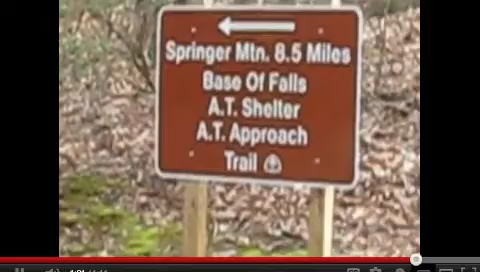 Springer Mtn. 8.5 Miles
Base Of Falls
A.T. Shelter
A.T. Approach
Trail